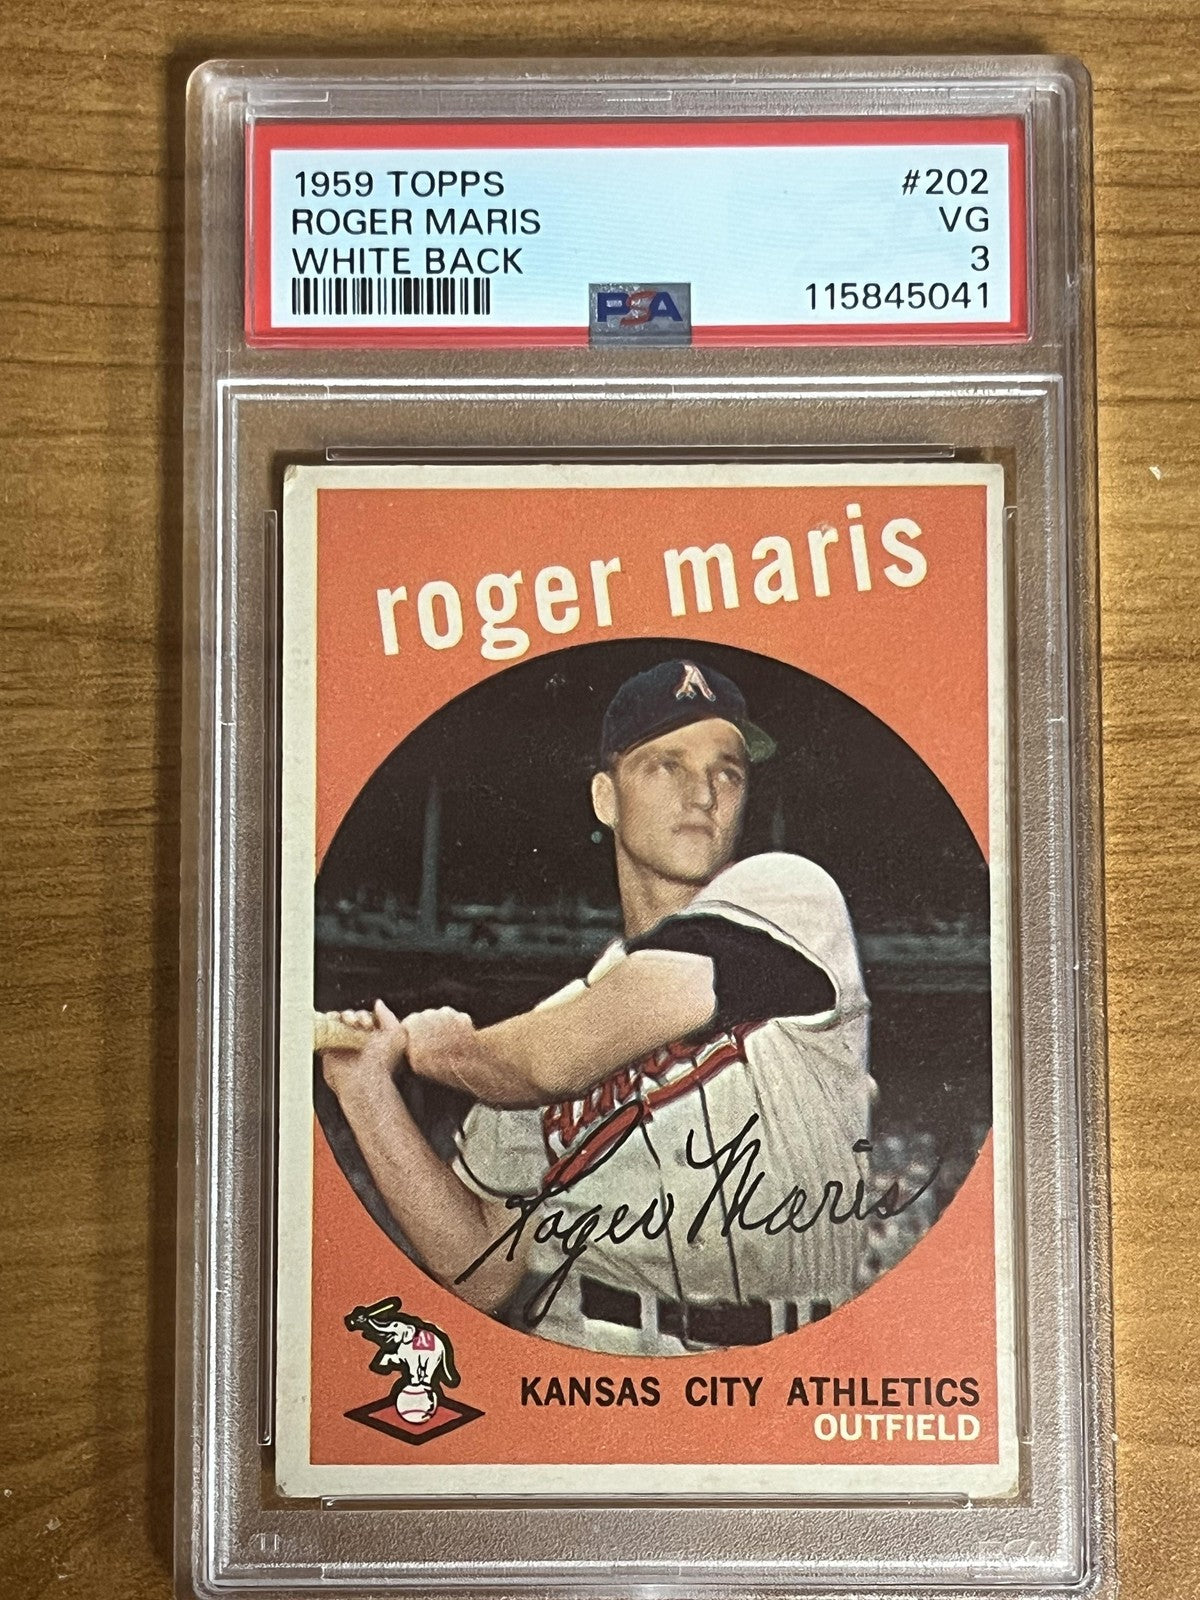 1959 TOPPS #202
ROGER MARIS VG
WHITE BACK 3
PSA 115845041
roger maris
A
Athletics
Roger Maris
A
KANSAS CITY ATHLETICS
OUTFIELD